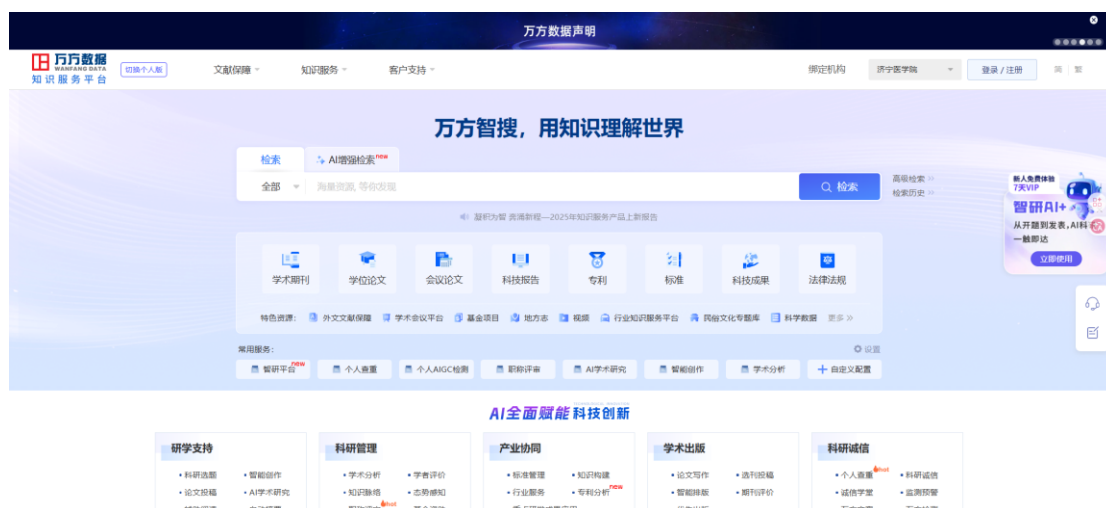 万方数据声明
万方数据
WANFANG DATA
知识服务平台
切换个人版
文献保障
知识服务
客户支持
绑定机构
济宁医学院
登录 / 注册
简 | 繁
万方智搜，用知识理解世界
检索
AI增强检索 new
全部
海量资源, 等你发现
检索
高级检索 >>
检索历史 >>
凝积为智 资涌新程—2025年知识服务产品上新报告
学术期刊
学位论文
会议论文
科技报告
专利
标准
科技成果
法律法规
特色资源： 外文文献保障 学术会议平台 基金项目 地方志 视频 行业知识服务平台 民俗文化专题库 科学数据 更多 >>
常用服务：
设置
智研平台 new
个人查重
个人AIGC检测
职称评审
AI学术研究
智能创作
学术分析
自定义配置
新人免费体验
7天VIP
智研AI+
从开题到发表, AI科
一触即达
立即使用
AI全面赋能 科技创新
研学支持
• 科研选题 • 智能创作
• 论文投稿 • AI学术研究
科研管理
• 学术分析 • 学者评价
• 知识脉络 • 态势感知
hot
产业协同
• 标准管理 • 知识构建
• 行业服务 • 专利分析 new
学术出版
• 论文写作 • 选刊投稿
• 智能排版 • 期刊评价
科研诚信
• 个人查重 hot • 科研诚信
• 诚信学堂 • 监测预警